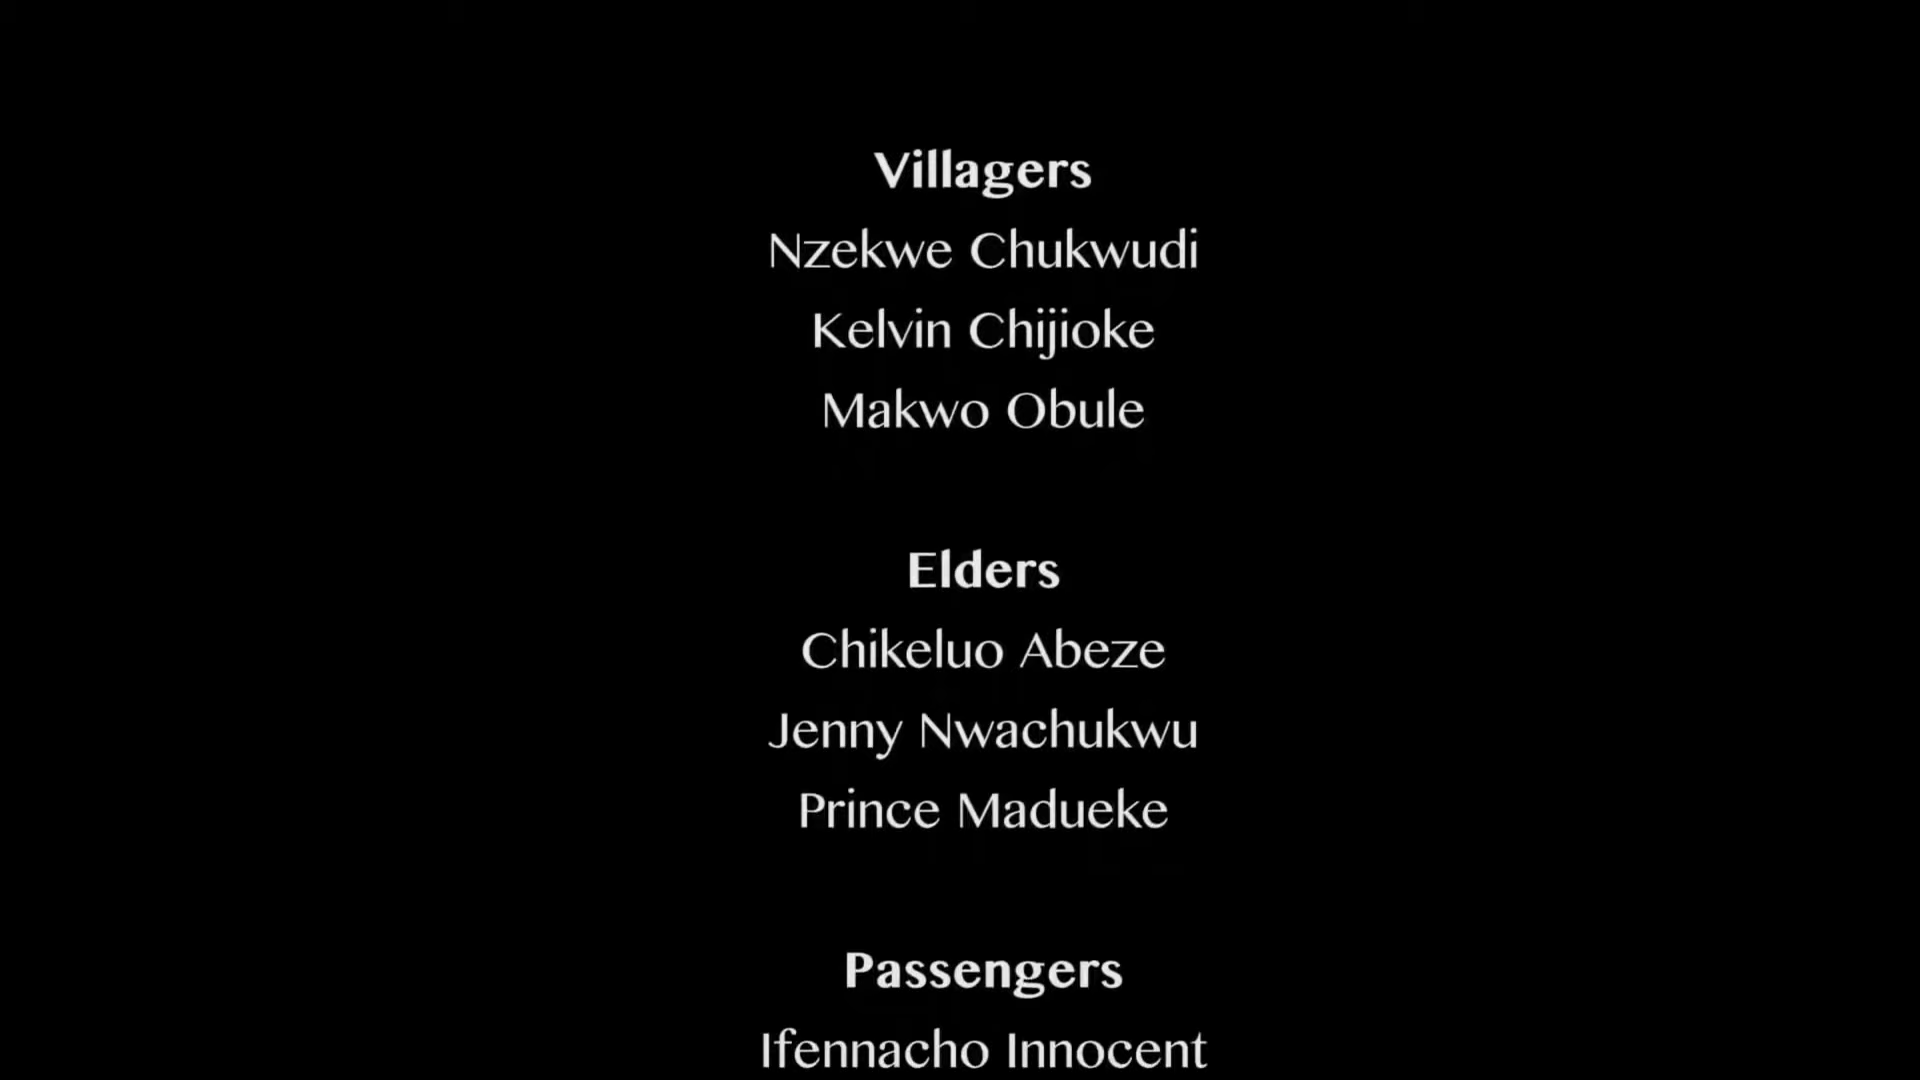 Villagers
Nzekwe Chukwudi
Kelvin Chijioke
Makwo Obule
Elders
Chikeluo Abeze
Jenny Nwachukwu
Prince Madueke
Passengers
Ifennacho Innocent